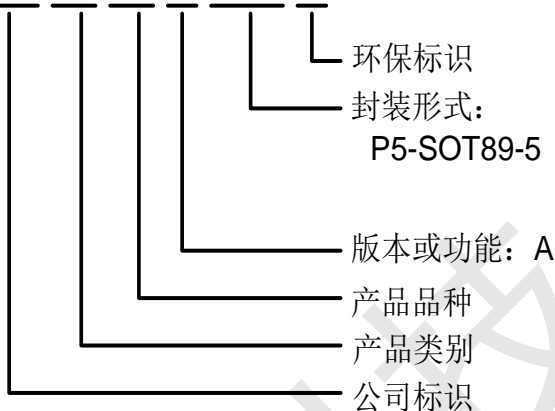 环保标识
封装形式：
P5-SOT89-5
版本或功能：A
产品品种
产品类别
公司标识